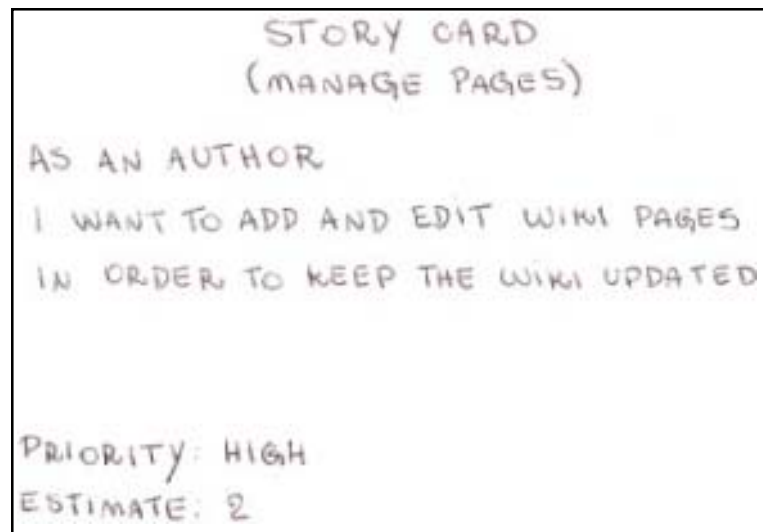 STORY CARD
(MANAGE PAGES)
AS AN AUTHOR
I WANT TO ADD AND EDIT WIKI PAGES
IN ORDER TO KEEP THE WIKI UPDATED
PRIORITY: HIGH
ESTIMATE: 2